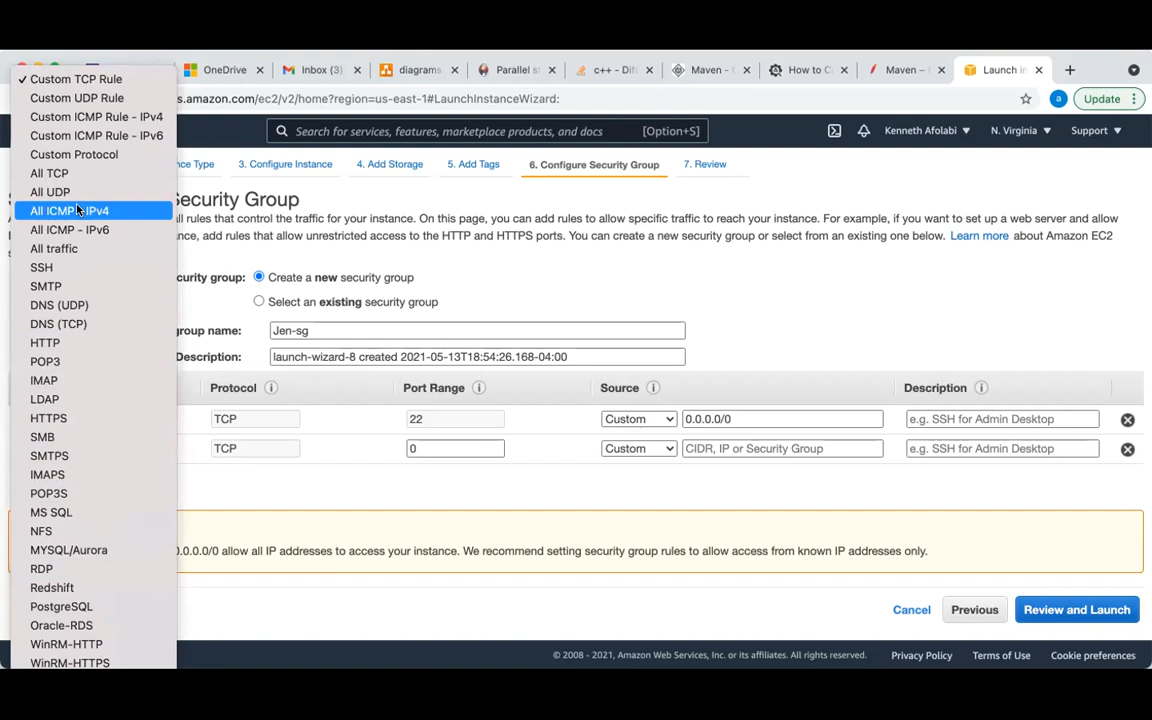 OneDrive
Inbox (3)
diagrams
Parallel st
c++ - Dif
Maven - G
How to C
Maven –
Launch in
s.amazon.com/ec2/v2/home?region=us-east-1#LaunchInstanceWizard:
Update
Search for services, features, marketplace products, and docs
[Option+S]
Kenneth Afolabi
N. Virginia
Support
nce Type
3. Configure Instance
4. Add Storage
5. Add Tags
6. Configure Security Group
7. Review
Custom TCP Rule
Custom UDP Rule
Custom ICMP Rule - IPv4
Custom ICMP Rule - IPv6
Custom Protocol
All TCP
All UDP
All ICMP - IPv4
All ICMP - IPv6
All traffic
SSH
SMTP
DNS (UDP)
DNS (TCP)
HTTP
POP3
IMAP
LDAP
HTTPS
SMB
SMTPS
IMAPS
POP3S
MS SQL
NFS
MYSQL/Aurora
RDP
Redshift
PostgreSQL
Oracle-RDS
WinRM-HTTP
WinRM-HTTPS
Security Group
all rules that control the traffic for your instance. On this page, you can add rules to allow specific traffic to reach your instance. For example, if you want to set up a web server and allow
nce, add rules that allow unrestricted access to the HTTP and HTTPS ports. You can create a new security group or select from an existing one below. Learn more about Amazon EC2
curity group:
Create a new security group
Select an existing security group
group name:
Jen-sg
Description:
launch-wizard-8 created 2021-05-13T18:54:26.168-04:00
Protocol
Port Range
Source
Description
TCP
22
Custom
0.0.0.0/0
e.g. SSH for Admin Desktop
TCP
0
Custom
CIDR, IP or Security Group
e.g. SSH for Admin Desktop
0.0.0.0/0 allow all IP addresses to access your instance. We recommend setting security group rules to allow access from known IP addresses only.
Cancel
Previous
Review and Launch
© 2008 - 2021, Amazon Web Services, Inc. or its affiliates. All rights reserved.
Privacy Policy
Terms of Use
Cookie preferences